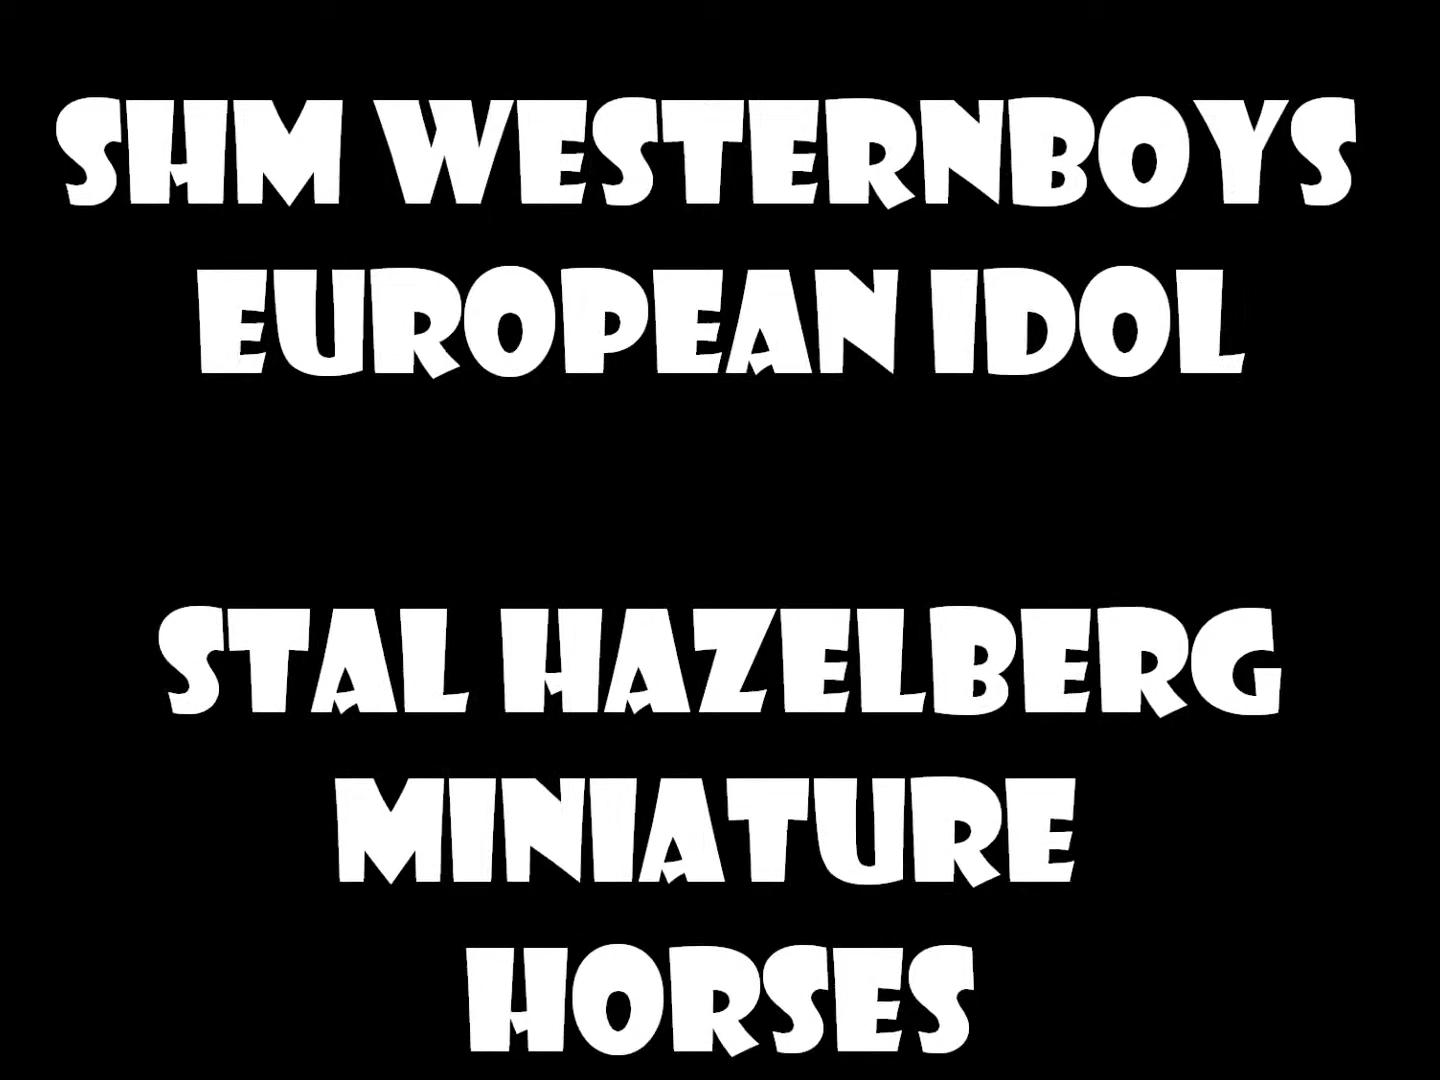 SHM WESTERNBOYS
EUROPEAN IDOL
STAL HAZELBERG
MINIATURE
HORSES